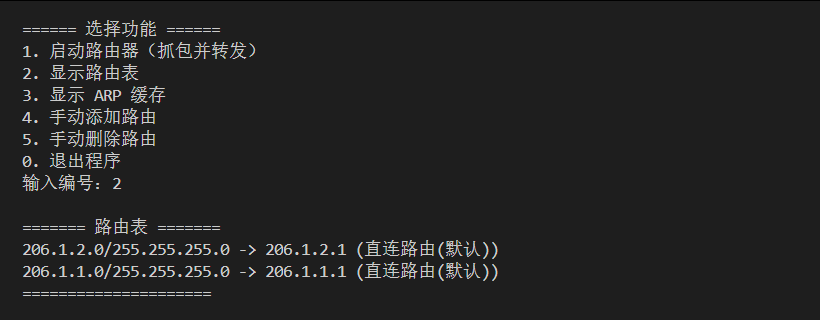 ====== 选择功能 ======
1. 启动路由器（抓包并转发）
2. 显示路由表
3. 显示 ARP 缓存
4. 手动添加路由
5. 手动删除路由
0. 退出程序
输入编号: 2
======= 路由表 =======
206.1.2.0/255.255.255.0 -> 206.1.2.1 (直连路由(默认))
206.1.1.0/255.255.255.0 -> 206.1.1.1 (直连路由(默认))
=====================